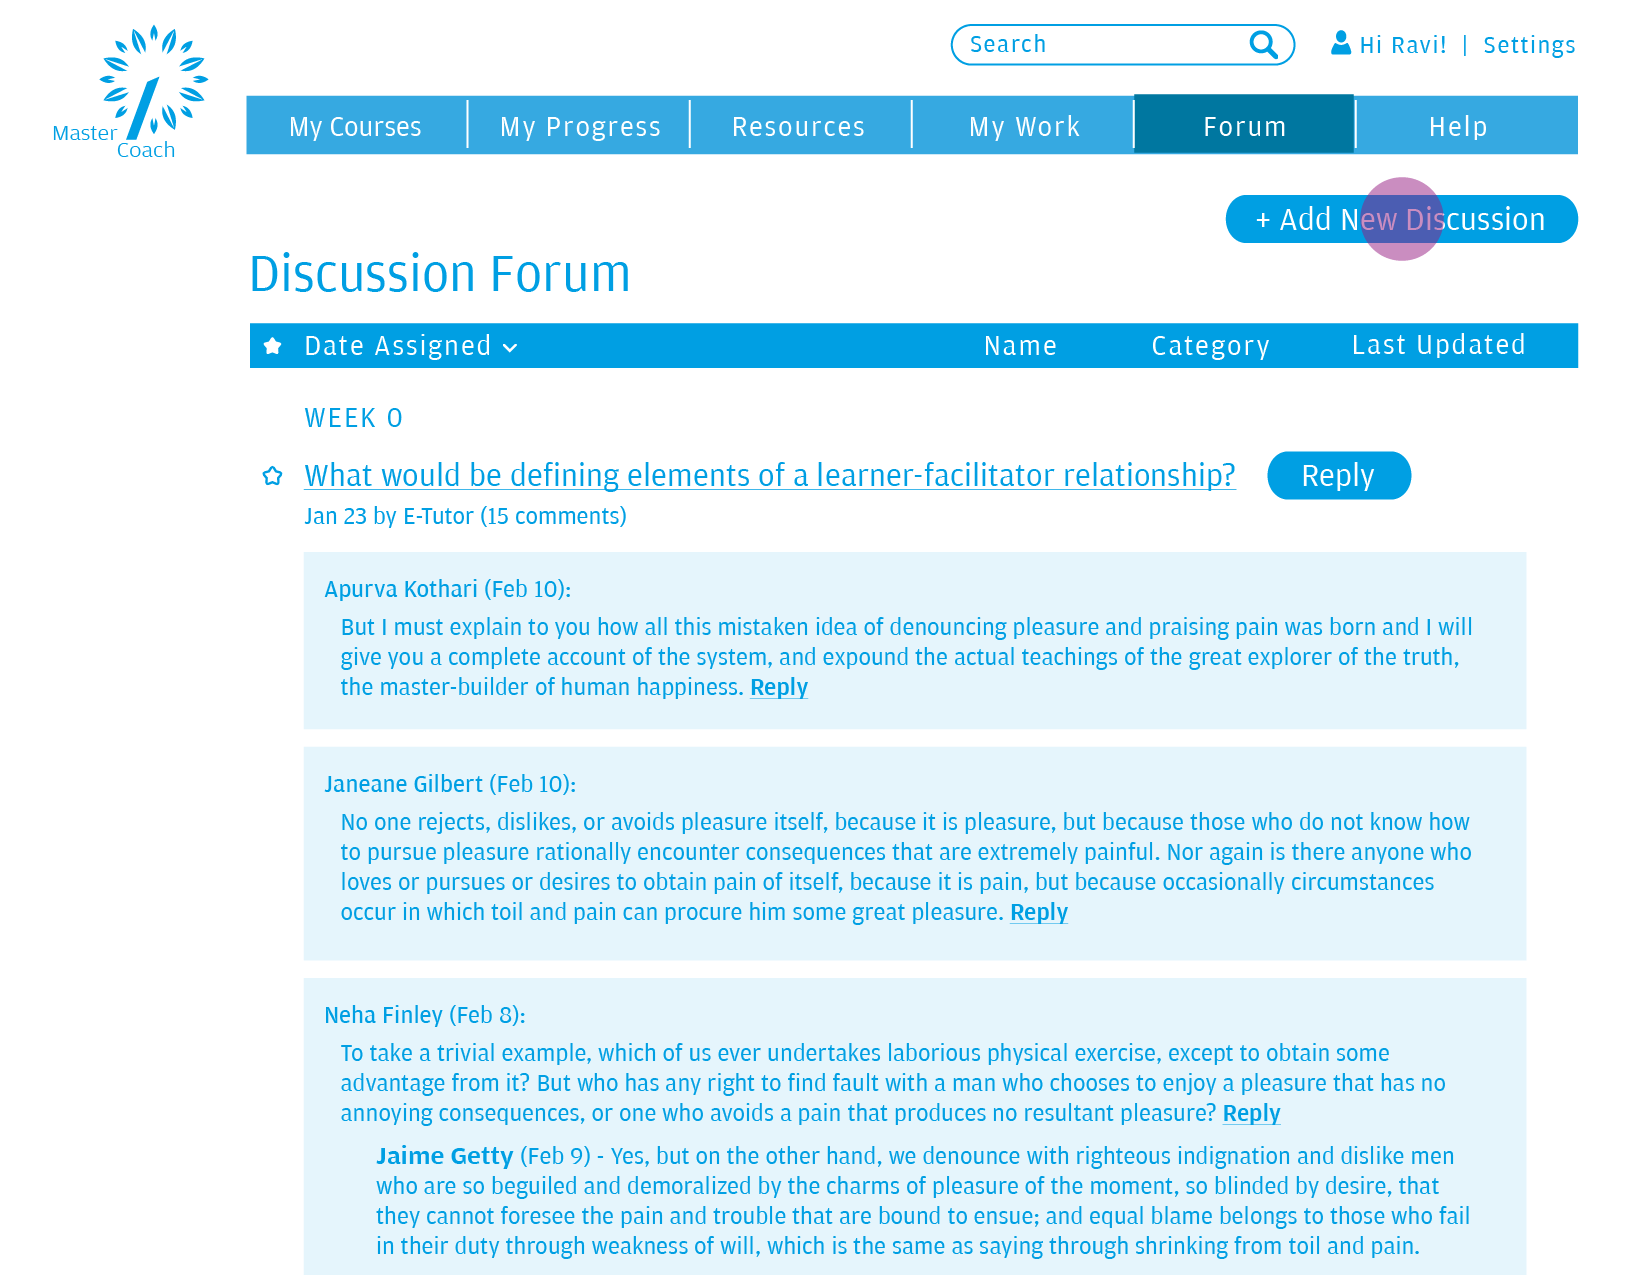 Master
Coach
Search
Hi Ravi! | Settings
My Courses My Progress Resources My Work Forum Help
+ Add New Discussion
Discussion Forum
Date Assigned Name Category Last Updated
WEEK 0
What would be defining elements of a learner-facilitator relationship? Reply
Jan 23 by E-Tutor (15 comments)
Apurva Kothari (Feb 10):
But I must explain to you how all this mistaken idea of denouncing pleasure and praising pain was born and I will
give you a complete account of the system, and expound the actual teachings of the great explorer of the truth,
the master-builder of human happiness. Reply
Janeane Gilbert (Feb 10):
No one rejects, dislikes, or avoids pleasure itself, because it is pleasure, but because those who do not know how
to pursue pleasure rationally encounter consequences that are extremely painful. Nor again is there anyone who
loves or pursues or desires to obtain pain of itself, because it is pain, but because occasionally circumstances
occur in which toil and pain can procure him some great pleasure. Reply
Neha Finley (Feb 8):
To take a trivial example, which of us ever undertakes laborious physical exercise, except to obtain some
advantage from it? But who has any right to find fault with a man who chooses to enjoy a pleasure that has no
annoying consequences, or one who avoids a pain that produces no resultant pleasure? Reply
Jaime Getty (Feb 9) - Yes, but on the other hand, we denounce with righteous indignation and dislike men
who are so beguiled and demoralized by the charms of pleasure of the moment, so blinded by desire, that
they cannot foresee the pain and trouble that are bound to ensue; and equal blame belongs to those who fail
in their duty through weakness of will, which is the same as saying through shrinking from toil and pain.